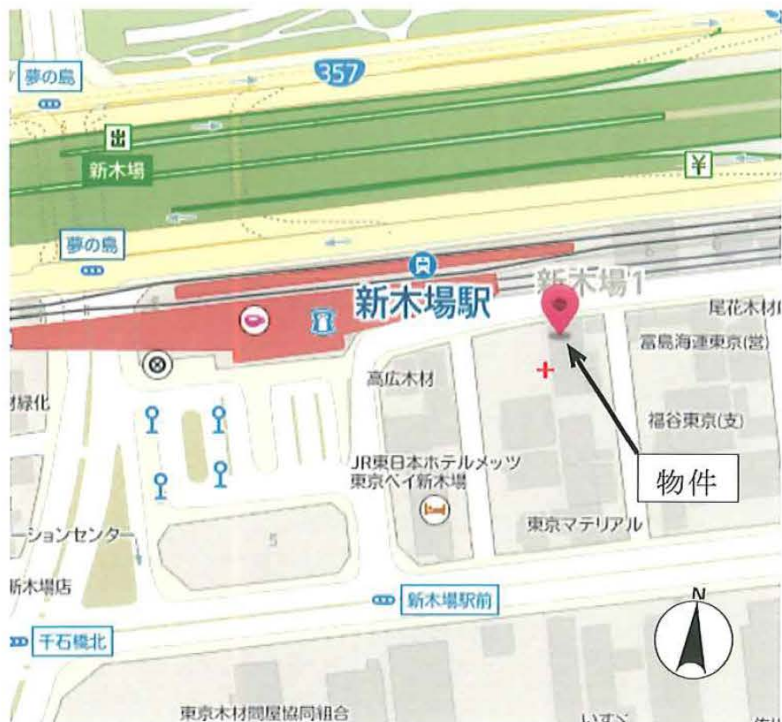 夢の島
357
出
新木場
¥
夢の島
新木場1
新木場駅
尾花木材
富島海運東京(営)
高広木材
材緑化
福谷東京(支)
JR東日本ホテルメッツ
東京ベイ新木場
物件
東京マテリアル
ーションセンター
5
新木場店
新木場駅前
N
千石橋北
東京木材問屋協同組合
いすゞ